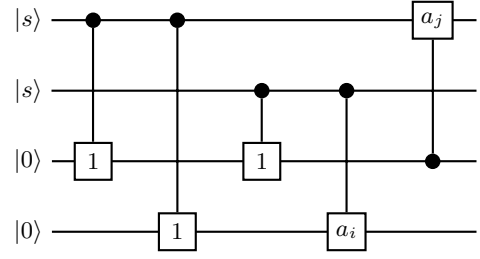 |s⟩ a_j
|s⟩
|0⟩ 1 1
|0⟩ 1 a_i